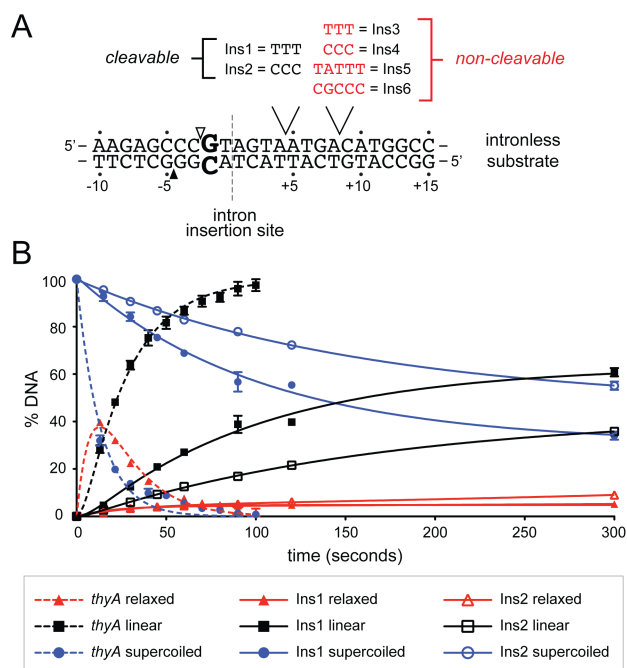 A
TTT = Ins3
CCC = Ins4
TATTT = Ins5
CGCCC = Ins6
cleavable
Ins1 = TTT
Ins2 = CCC
non-cleavable
5' – AAGAGCCCGTAGTAATGACATGGCC –
TTCTCGGGCATCATTACTGTACCGG – 5'
intronless substrate
-10 -5 +5 +10 +15
intron
insertion site
B
% DNA
100
80
60
40
20
0
0 50 100 150 200 250 300
time (seconds)
thyA relaxed Ins1 relaxed Ins2 relaxed
thyA linear Ins1 linear Ins2 linear
thyA supercoiled Ins1 supercoiled Ins2 supercoiled